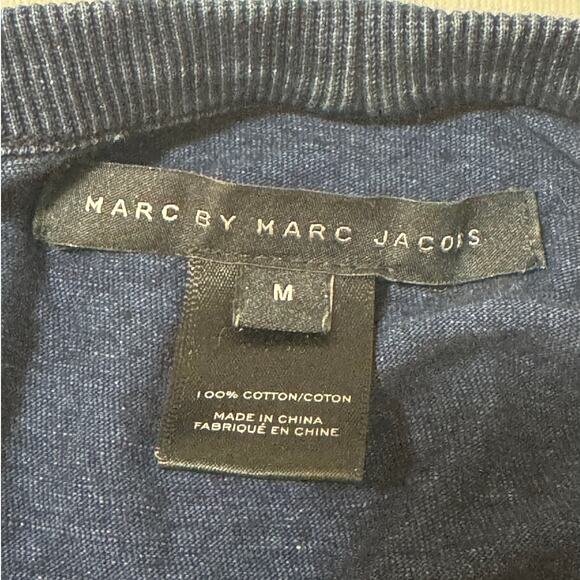 MARC BY MARC JACOBS
M
100% COTTON/COTON
MADE IN CHINA
FABRIQUÉ EN CHINE